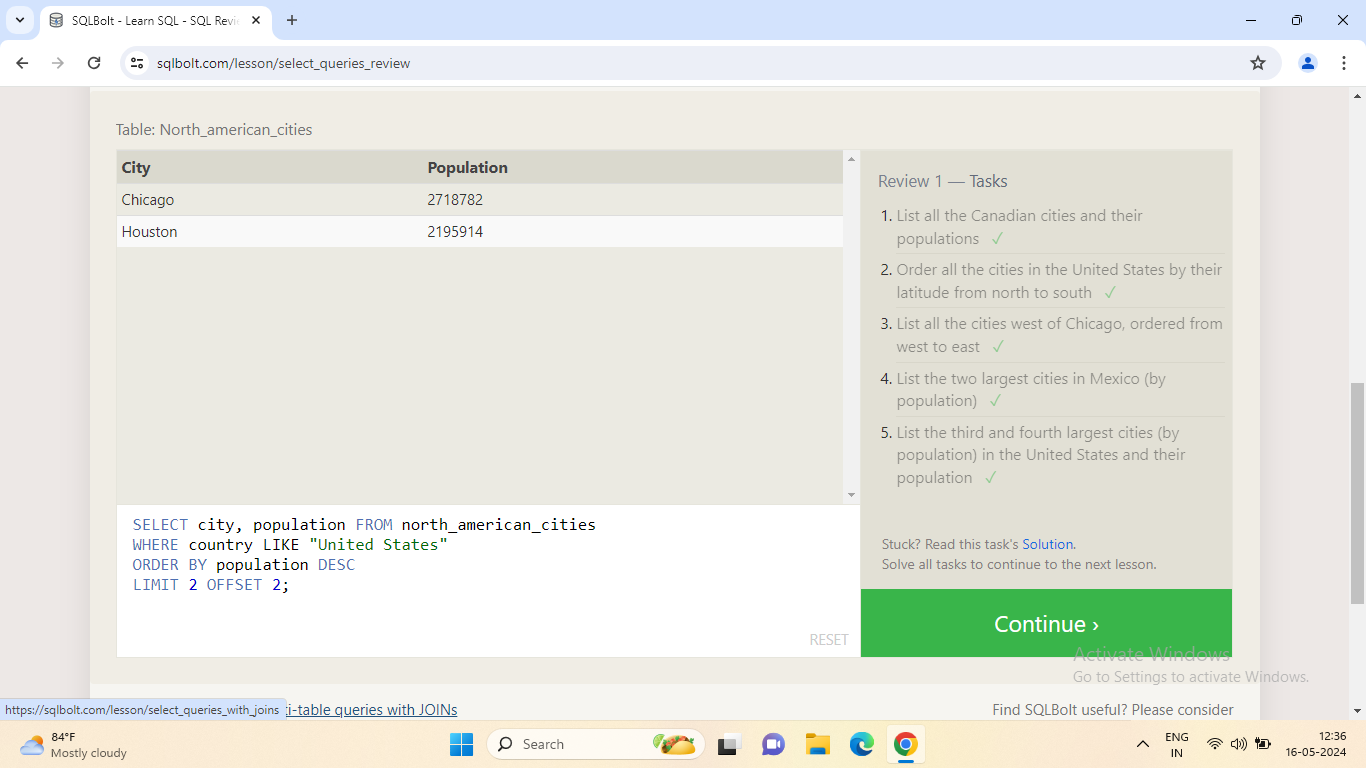 SQLBolt - Learn SQL - SQL Revi
sqlbolt.com/lesson/select_queries_review
Table: North_american_cities
City Population
Chicago 2718782
Houston 2195914
SELECT city, population FROM north_american_cities
WHERE country LIKE "United States"
ORDER BY population DESC
LIMIT 2 OFFSET 2;
RESET
Review 1 — Tasks
1. List all the Canadian cities and their
populations ✓
2. Order all the cities in the United States by their
latitude from north to south ✓
3. List all the cities west of Chicago, ordered from
west to east ✓
4. List the two largest cities in Mexico (by
population) ✓
5. List the third and fourth largest cities (by
population) in the United States and their
population ✓
Stuck? Read this task's Solution.
Solve all tasks to continue to the next lesson.
Continue ›
Activate Windows
Go to Settings to activate Windows.
https://sqlbolt.com/lesson/select_queries_with_joins
ti-table queries with JOINs
Find SQLBolt useful? Please consider
84°F
Mostly cloudy
Search
ENG
IN
12:36
16-05-2024